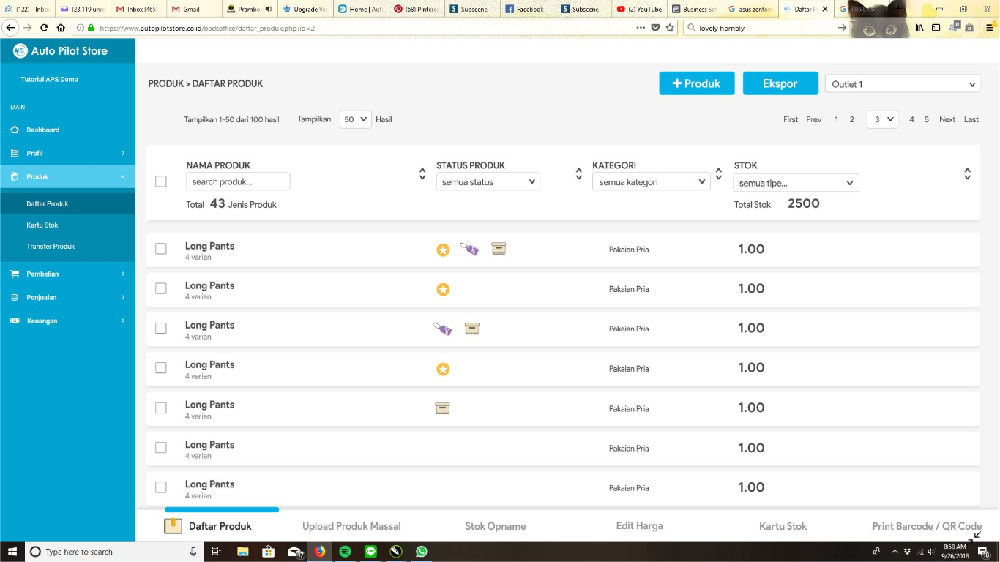 (122) - Inbo
(23,119 unre
Inbox (465)
Gmail
Prambor
Upgrade Ve
Home | Aut
(68) Pinteres
Subscene -
Facebook
Subscene -
(2) YouTube
Business Set
asus zenfon
Daftar P
lovely horri
https://www.autopilotstore.co.id/backoffice/daftar_produk.php?id=2
lovely horribly
0
APS Auto Pilot Store
Tutorial APS Demo
MAIN
Dashboard
Profil
Produk
Daftar Produk
Kartu Stok
Transfer Produk
Pembelian
Penjualan
Keuangan
PRODUK > DAFTAR PRODUK
+ Produk
Ekspor
Outlet 1
Tampilkan 1-50 dari 100 hasil Tampilkan 50 Hasil
First Prev 1 2 3 4 5 Next Last
NAMA PRODUK STATUS PRODUK KATEGORI STOK
search produk... semua status semua kategori semua tipe...
Total 43 Jenis Produk Total Stok 2500
Long Pants Pakaian Pria 1.00
4 varian
Long Pants Pakaian Pria 1.00
4 varian
Long Pants Pakaian Pria 1.00
4 varian
Long Pants Pakaian Pria 1.00
4 varian
Long Pants Pakaian Pria 1.00
4 varian
Long Pants Pakaian Pria 1.00
4 varian
Long Pants Pakaian Pria 1.00
4 varian
Daftar Produk Upload Produk Massal Stok Opname Edit Harga Kartu Stok Print Barcode / QR Code
Type here to search
17
8:58 AM
9/26/2018
18